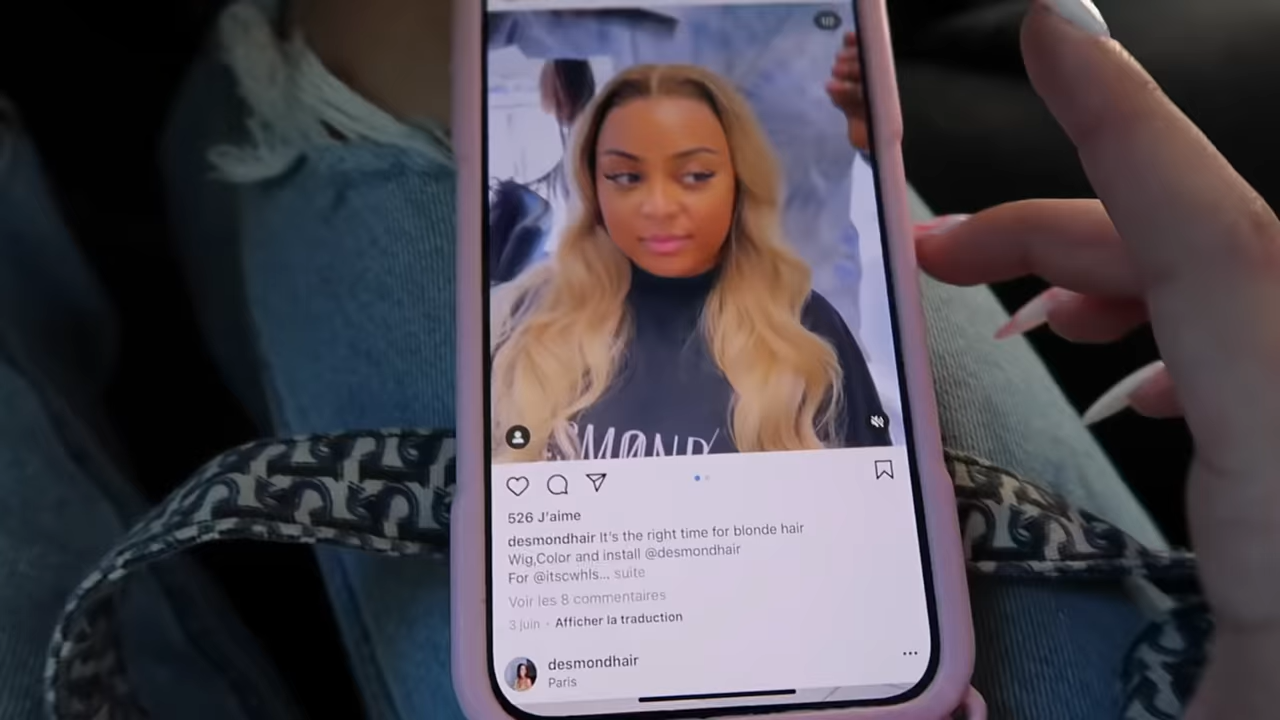 1/2
SMOND
526 J'aime
desmondhair It's the right time for blonde hair
Wig,Color and install @desmondhair
For @itscwhls... suite
Voir les 8 commentaires
3 juin · Afficher la traduction
desmondhair
Paris